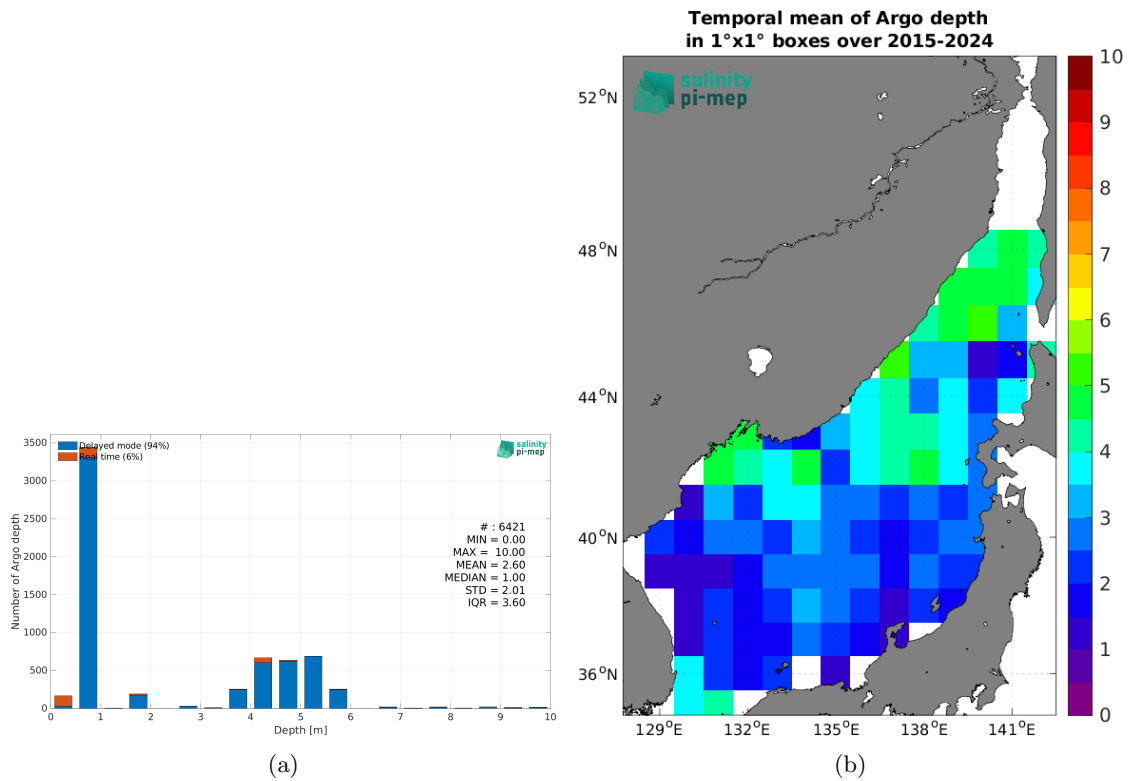 Temporal mean of Argo depth
in 1°x1° boxes over 2015-2024
salinity
pi-mep
52°N
48°N
44°N
40°N
36°N
129°E
132°E
135°E
138°E
141°E
10
9
8
7
6
5
4
3
2
1
0
(b)
Delayed mode (94%)
Real time (6%)
salinity
pi-mep
# : 6421
MIN = 0.00
MAX = 10.00
MEAN = 2.60
MEDIAN = 1.00
STD = 2.01
IQR = 3.60
Number of Argo depth
3500
3000
2500
2000
1500
1000
500
0
0 1 2 3 4 5 6 7 8 9 10
Depth [m]
(a)